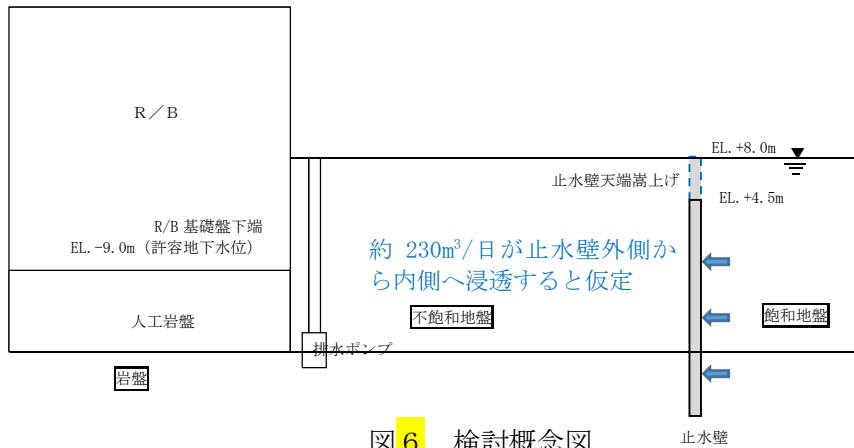 R／B
EL.+8.0m
止水壁天端嵩上げ
EL.+4.5m
R/B 基礎盤下端
EL.-9.0m（許容地下水位）
約 230m³/日が止水壁外側か
ら内側へ浸透すると仮定
人工岩盤
不飽和地盤
飽和地盤
排水ポンプ
岩盤
図6 検討概念図
止水壁